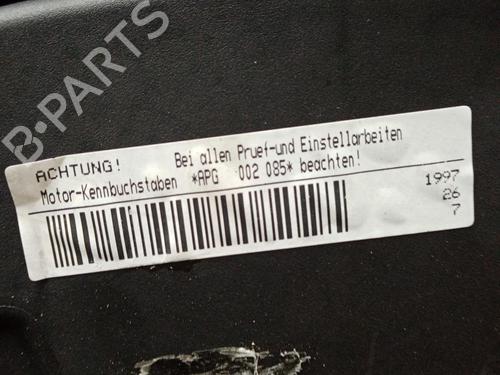 B-PARTS
ACHTUNG! Bei allen Pruef-und Einstellarbeiten
Motor-Kennbuchstaben *APG 002 085* beachten!
1997
26
7